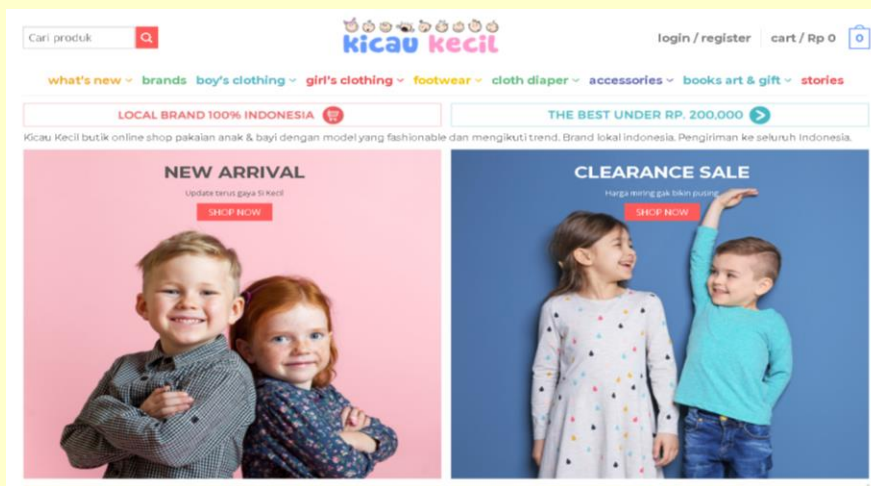 Cari produk
kicau kecil
login / register
cart / Rp 0
0
what's new brands boy's clothing girl's clothing footwear cloth diaper accessories books art & gift stories
LOCAL BRAND 100% INDONESIA
THE BEST UNDER RP. 200,000
Kicau Kecil butik online shop pakaian anak & bayi dengan model yang fashionable dan mengikuti trend. Brand lokal indonesia. Pengiriman ke seluruh Indonesia.
NEW ARRIVAL
Update terus gaya Si Kecil
SHOP NOW
CLEARANCE SALE
Harga miring gak bikin pusing
SHOP NOW